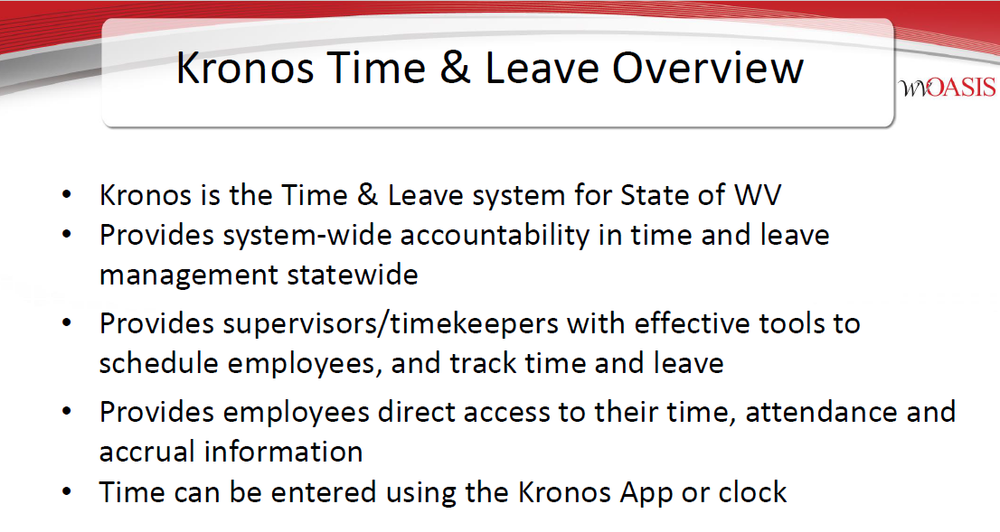 Kronos Time & Leave Overview
wvOASIS
• Kronos is the Time & Leave system for State of WV
• Provides system-wide accountability in time and leave
management statewide
• Provides supervisors/timekeepers with effective tools to
schedule employees, and track time and leave
• Provides employees direct access to their time, attendance and
accrual information
• Time can be entered using the Kronos App or clock